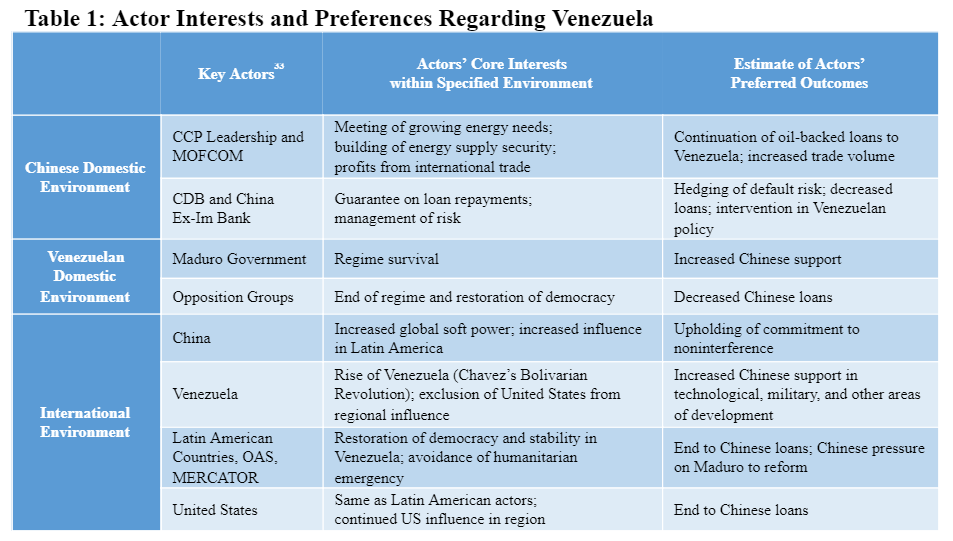 Table 1: Actor Interests and Preferences Regarding Venezuela
Key Actors³³
Actors’ Core Interests
within Specified Environment
Estimate of Actors’
Preferred Outcomes
Chinese Domestic
Environment
CCP Leadership and
MOFCOM
Meeting of growing energy needs;
building of energy supply security;
profits from international trade
Continuation of oil-backed loans to
Venezuela; increased trade volume
CDB and China
Ex-Im Bank
Guarantee on loan repayments;
management of risk
Hedging of default risk; decreased
loans; intervention in Venezuelan
policy
Venezuelan
Domestic
Environment
Maduro Government
Regime survival
Increased Chinese support
Opposition Groups
End of regime and restoration of democracy
Decreased Chinese loans
International
Environment
China
Increased global soft power; increased influence
in Latin America
Upholding of commitment to
noninterference
Venezuela
Rise of Venezuela (Chavez’s Bolivarian
Revolution); exclusion of United States from
regional influence
Increased Chinese support in
technological, military, and other areas
of development
Latin American
Countries, OAS,
MERCATOR
Restoration of democracy and stability in
Venezuela; avoidance of humanitarian
emergency
End to Chinese loans; Chinese pressure
on Maduro to reform
United States
Same as Latin American actors;
continued US influence in region
End to Chinese loans